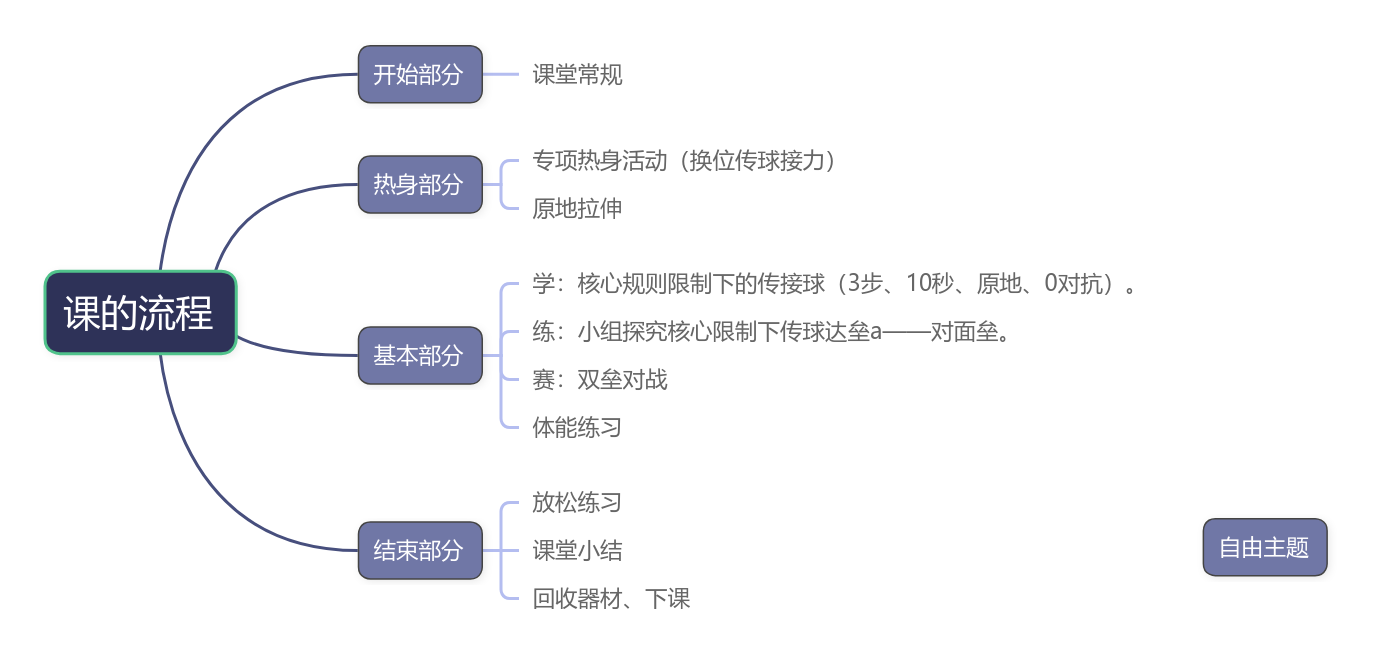 课的流程
开始部分
课堂常规
热身部分
专项热身活动（换位传球接力）
原地拉伸
基本部分
学：核心规则限制下的传接球（3步、10秒、原地、0对抗）。
练：小组探究核心限制下传球达垒a——对面垒。
赛：双垒对战
体能练习
结束部分
放松练习
课堂小结
回收器材、下课
自由主题